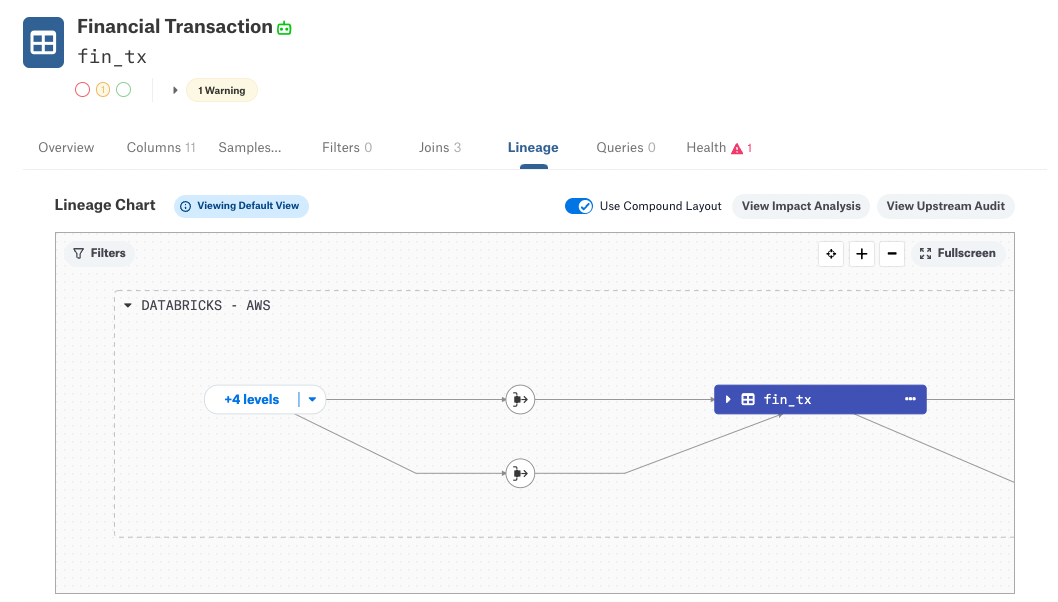 Financial Transaction
fin_tx
1
1 Warning
Overview Columns 11 Samples... Filters 0 Joins 3 Lineage Queries 0 Health 1
Lineage Chart Viewing Default View Use Compound Layout View Impact Analysis View Upstream Audit
Filters Fullscreen
DATABRICKS - AWS
+4 levels fin_tx